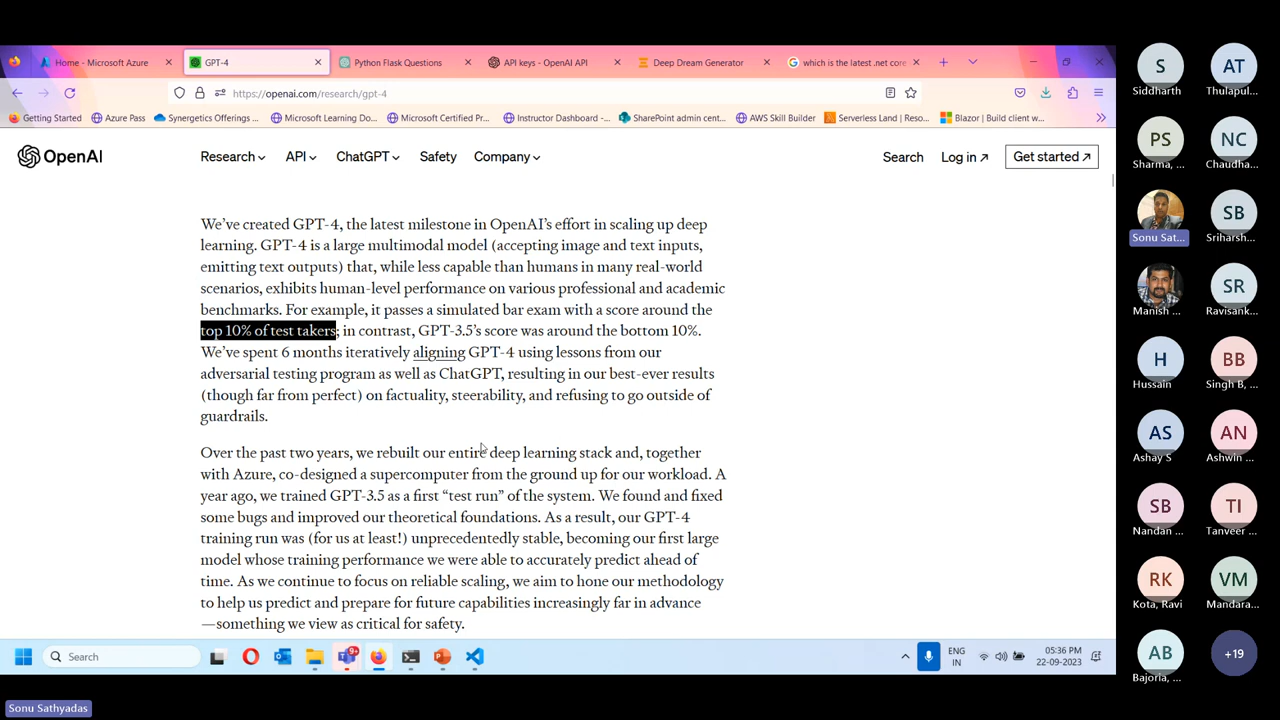 Home - Microsoft Azure
GPT-4
Python Flask Questions
API keys - OpenAI API
Deep Dream Generator
which is the latest .net core
https://openai.com/research/gpt-4
Getting Started
Azure Pass
Synergetics Offerings ...
Microsoft Learning Do...
Microsoft Certified Pr...
Instructor Dashboard -...
SharePoint admin cent...
AWS Skill Builder
Serverless Land | Reso...
Blazor | Build client w...
OpenAI
Research
API
ChatGPT
Safety
Company
Search
Log in ↗
Get started ↗
We've created GPT-4, the latest milestone in OpenAI's effort in scaling up deep
learning. GPT-4 is a large multimodal model (accepting image and text inputs,
emitting text outputs) that, while less capable than humans in many real-world
scenarios, exhibits human-level performance on various professional and academic
benchmarks. For example, it passes a simulated bar exam with a score around the
top 10% of test takers; in contrast, GPT-3.5's score was around the bottom 10%.
We've spent 6 months iteratively aligning GPT-4 using lessons from our
adversarial testing program as well as ChatGPT, resulting in our best-ever results
(though far from perfect) on factuality, steerability, and refusing to go outside of
guardrails.
Over the past two years, we rebuilt our entire deep learning stack and, together
with Azure, co-designed a supercomputer from the ground up for our workload. A
year ago, we trained GPT-3.5 as a first “test run” of the system. We found and fixed
some bugs and improved our theoretical foundations. As a result, our GPT-4
training run was (for us at least!) unprecedentedly stable, becoming our first large
model whose training performance we were able to accurately predict ahead of
time. As we continue to focus on reliable scaling, we aim to hone our methodology
to help us predict and prepare for future capabilities increasingly far in advance
—something we view as critical for safety.
Search
9+
ENG
IN
05:36 PM
22-09-2023
S
Siddharth
AT
Thulapul...
PS
Sharma, ...
NC
Chaudha...
Sonu Sat...
SB
Sriharsh...
Manish ...
SR
Ravisank...
H
Hussain
BB
Singh B, ...
AS
Ashay S
AN
Ashwin ...
SB
Nandan ...
TI
Tanveer ...
RK
Kota, Ravi
VM
Mandara...
AB
Bajoria, ...
+19
Sonu Sathyadas